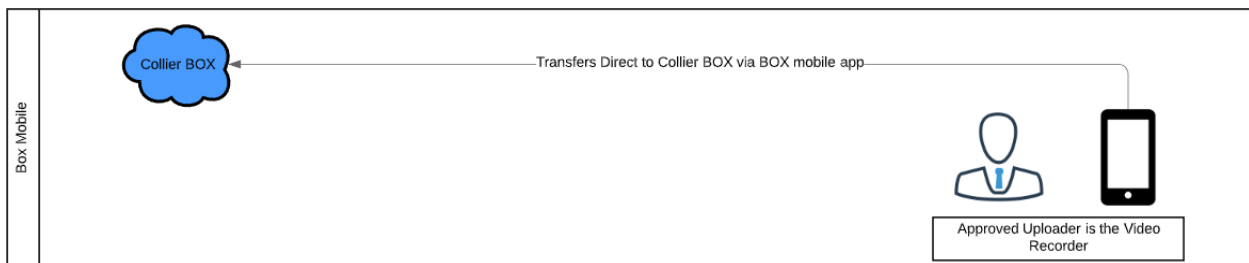 Box Mobile
Collier BOX
Transfers Direct to Collier BOX via BOX mobile app
Approved Uploader is the Video
Recorder